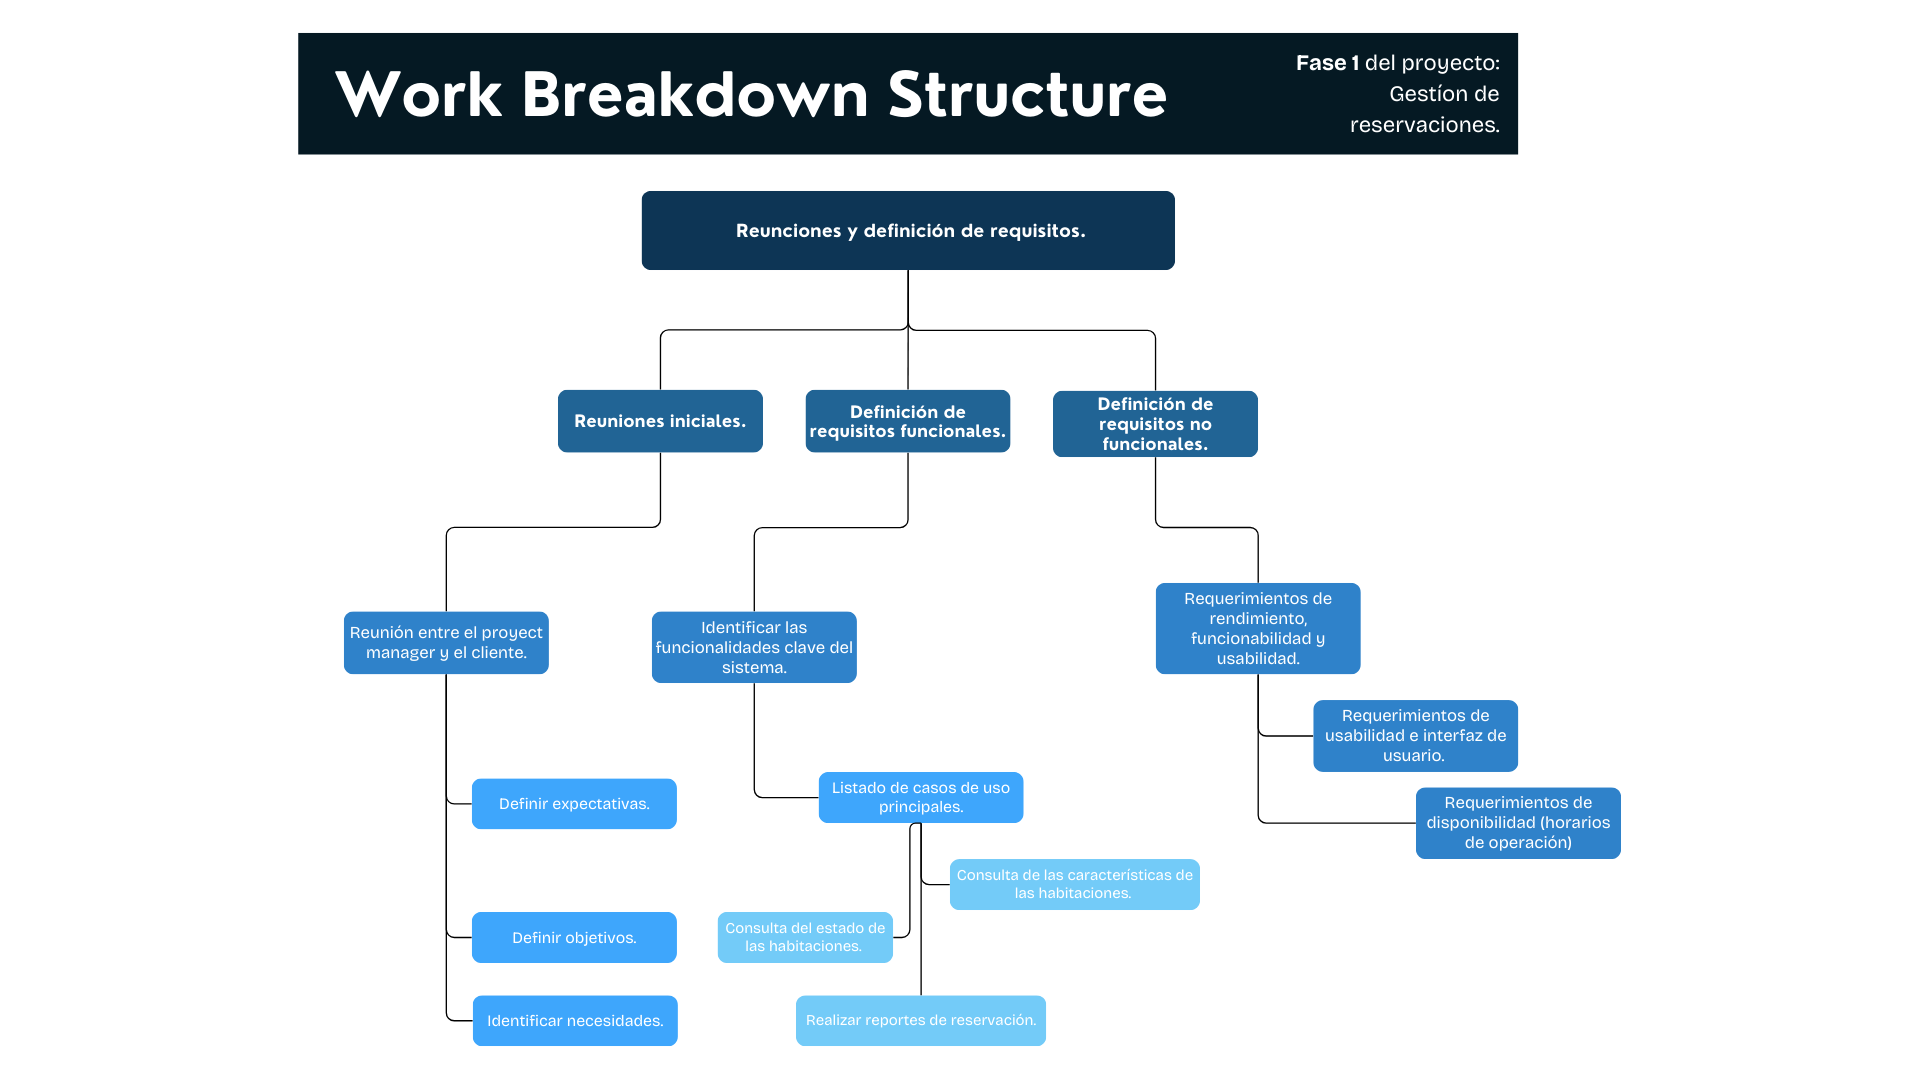 Work Breakdown Structure
Fase 1 del proyecto:
Gestíon de
reservaciones.
Reunciones y definición de requisitos.
Reuniones iniciales.
Definición de
requisitos funcionales.
Definición de
requisitos no
funcionales.
Reunión entre el proyect
manager y el cliente.
Identificar las
funcionalidades clave del
sistema.
Requerimientos de
rendimiento,
funcionabilidad y
usabilidad.
Requerimientos de
usabilidad e interfaz de
usuario.
Definir expectativas.
Listado de casos de uso
principales.
Requerimientos de
disponibilidad (horarios
de operación)
Consulta de las características de
las habitaciones.
Definir objetivos.
Consulta del estado de
las habitaciones.
Identificar necesidades.
Realizar reportes de reservación.